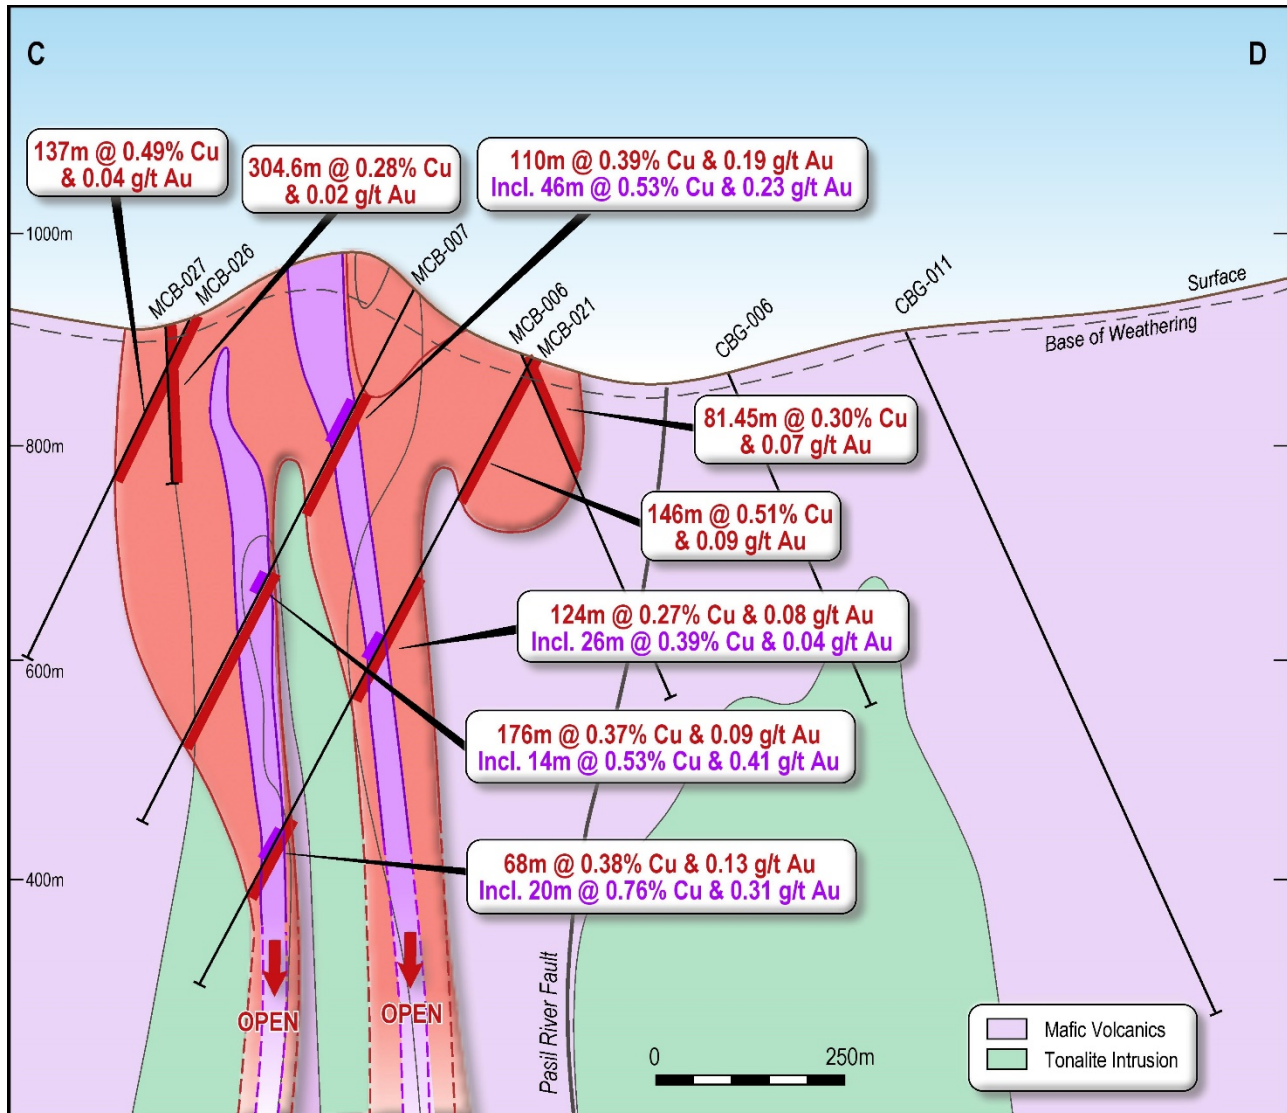 C
D
137m @ 0.49% Cu
& 0.04 g/t Au
304.6m @ 0.28% Cu
& 0.02 g/t Au
110m @ 0.39% Cu & 0.19 g/t Au
Incl. 46m @ 0.53% Cu & 0.23 g/t Au
1000m
MCB-027
MCB-026
MCB-007
MCB-006
MCB-021
CBG-006
CBG-011
Surface
Base of Weathering
81.45m @ 0.30% Cu
& 0.07 g/t Au
800m
146m @ 0.51% Cu
& 0.09 g/t Au
124m @ 0.27% Cu & 0.08 g/t Au
Incl. 26m @ 0.39% Cu & 0.04 g/t Au
600m
176m @ 0.37% Cu & 0.09 g/t Au
Incl. 14m @ 0.53% Cu & 0.41 g/t Au
68m @ 0.38% Cu & 0.13 g/t Au
Incl. 20m @ 0.76% Cu & 0.31 g/t Au
400m
OPEN
OPEN
Pasil River Fault
0
250m
Mafic Volcanics
Tonalite Intrusion